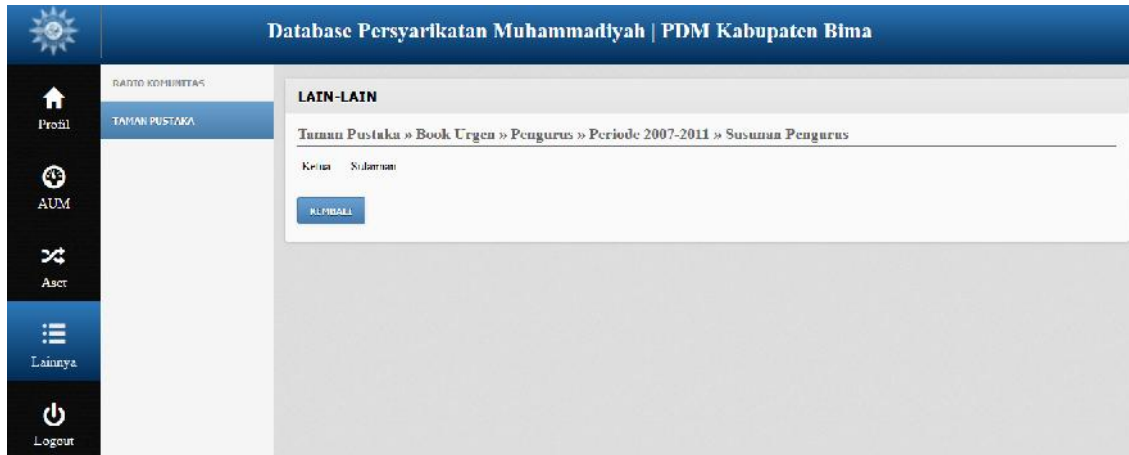 Database Persyarikatan Muhammadiyah | PDM Kabupaten Bima
Profil
AUM
Aset
Lainnya
Logout
RADIO KOMUNITAS
TAMAN PUSTAKA
LAIN-LAIN
Taman Pustaka » Book Urgen » Pengurus » Periode 2007-2011 » Susunan Pengurus
Ketua Sulaiman
KEMBALI